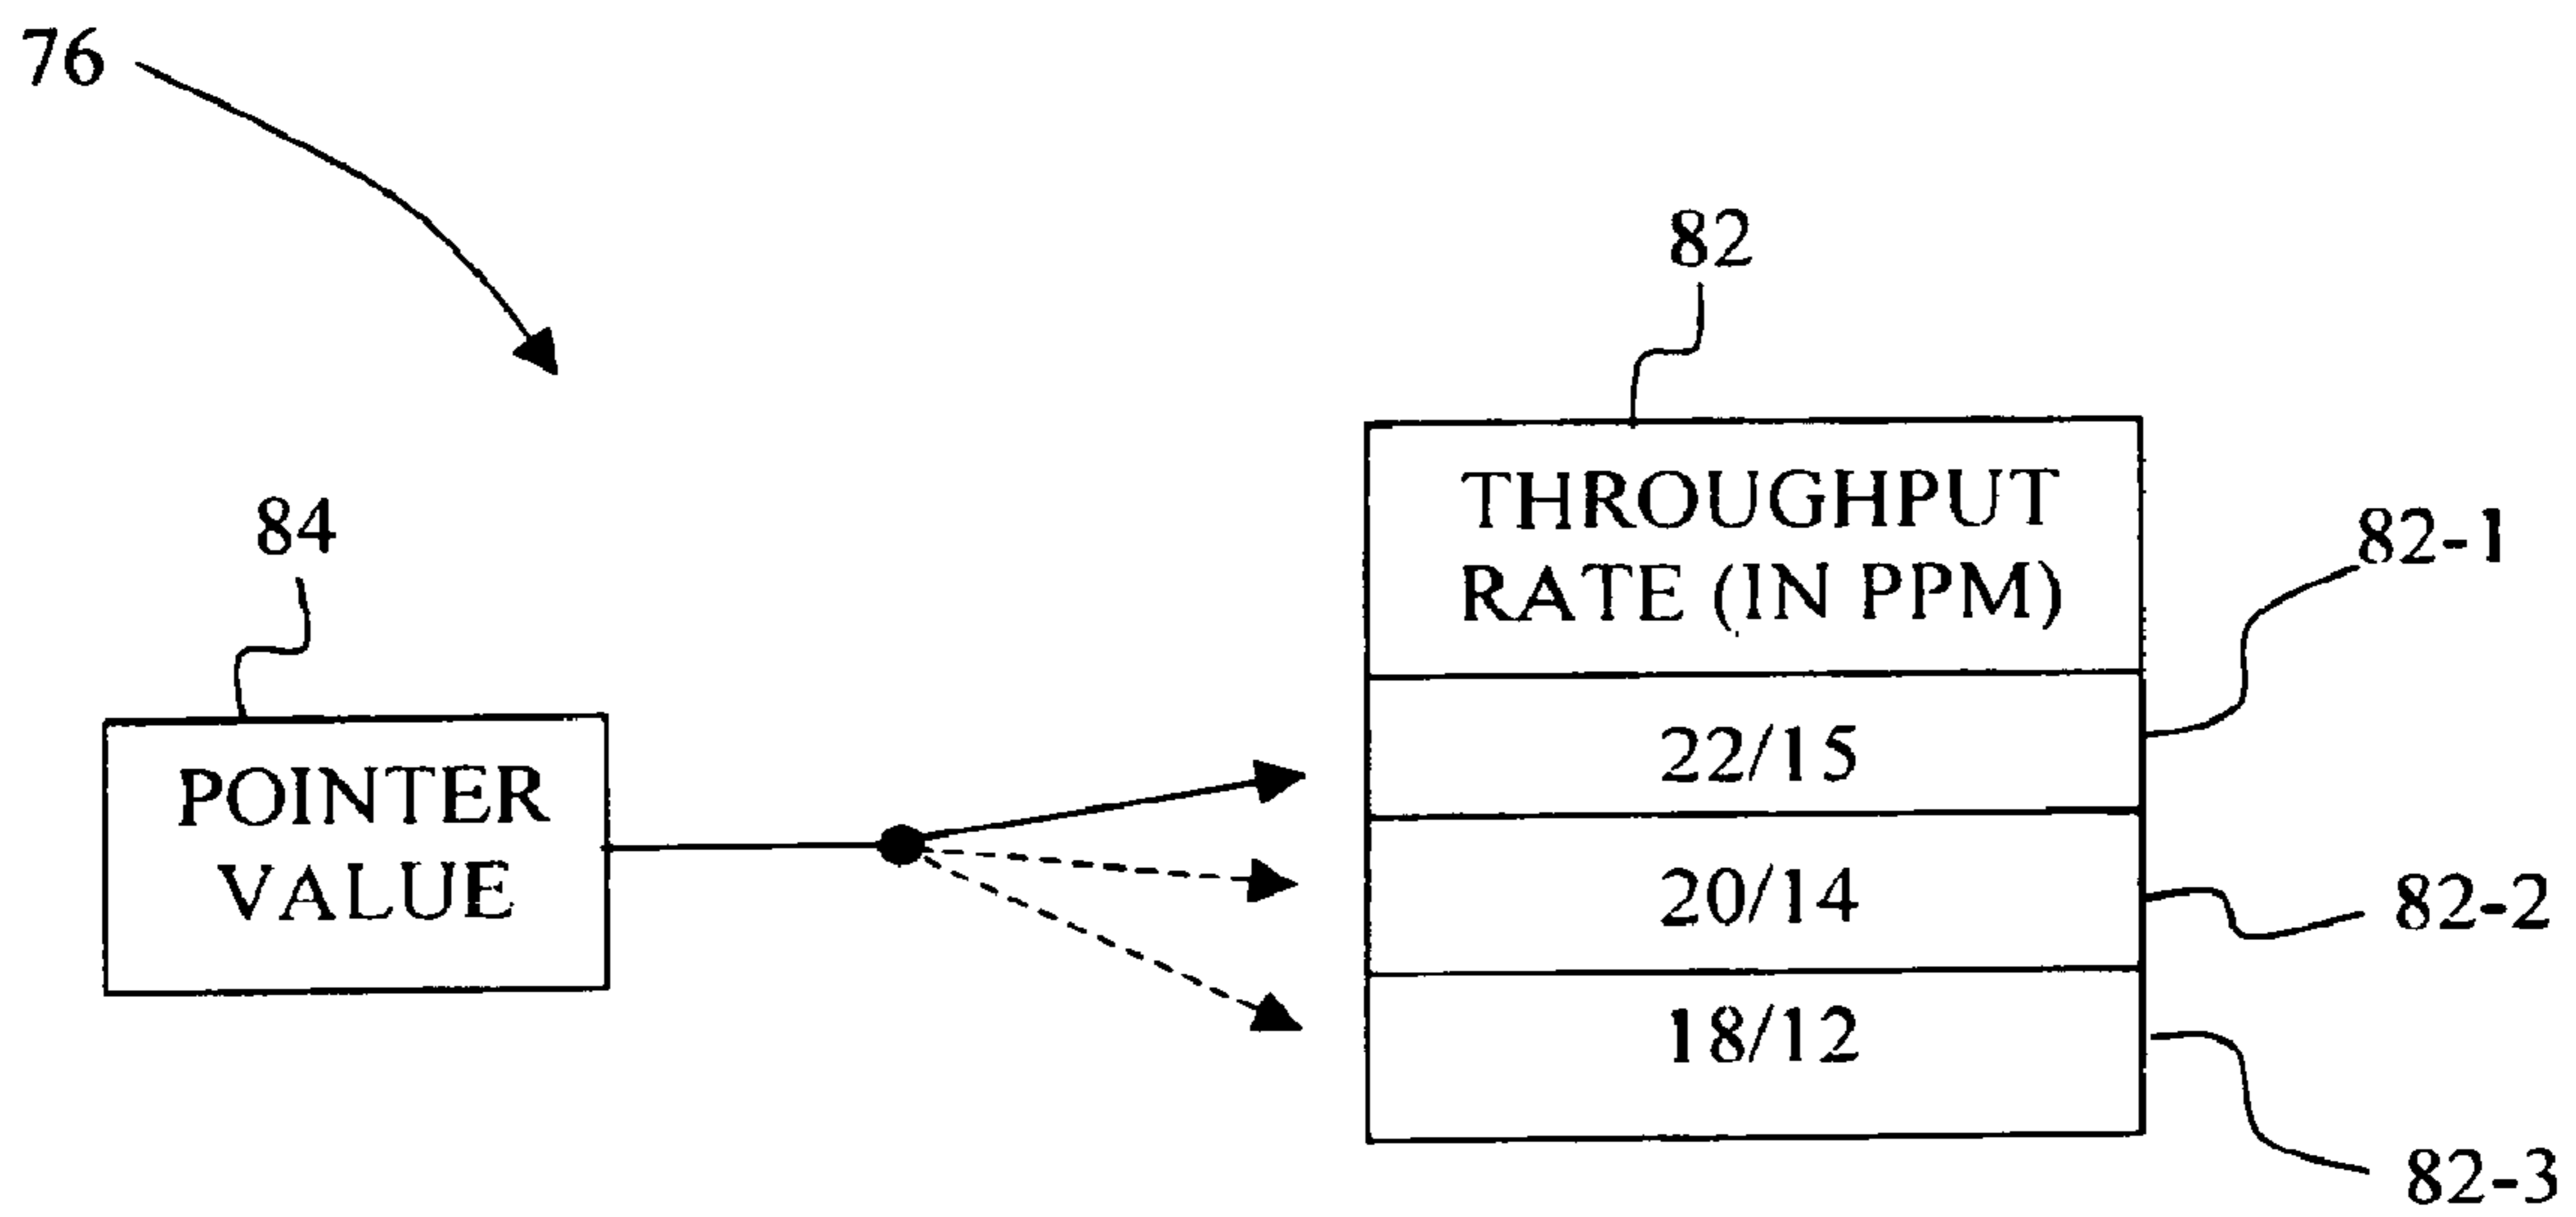 76
82
THROUGHPUT
RATE (IN PPM)
82-1
84
22/15
POINTER
VALUE
20/14
82-2
18/12
82-3